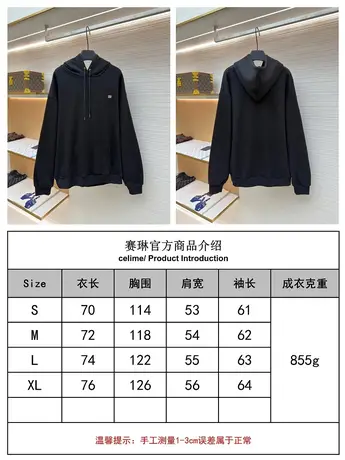 赛琳官方商品介绍
celime/ Product Introduction
Size 衣长 胸围 肩宽 袖长 成衣克重
S 70 114 53 61 855g
M 72 118 54 62
L 74 122 55 63
XL 76 126 56 64
温馨提示：手工测量1-3cm误差属于正常